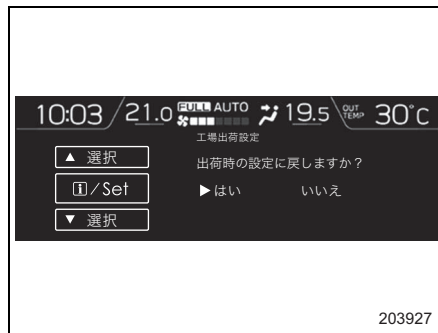 10:03 21.0 FULL AUTO 19.5 OUT TEMP 30°c
工場出荷設定
▲ 選択
出荷時の設定に戻しますか？
i/Set
▶はい いいえ
▼ 選択
203927